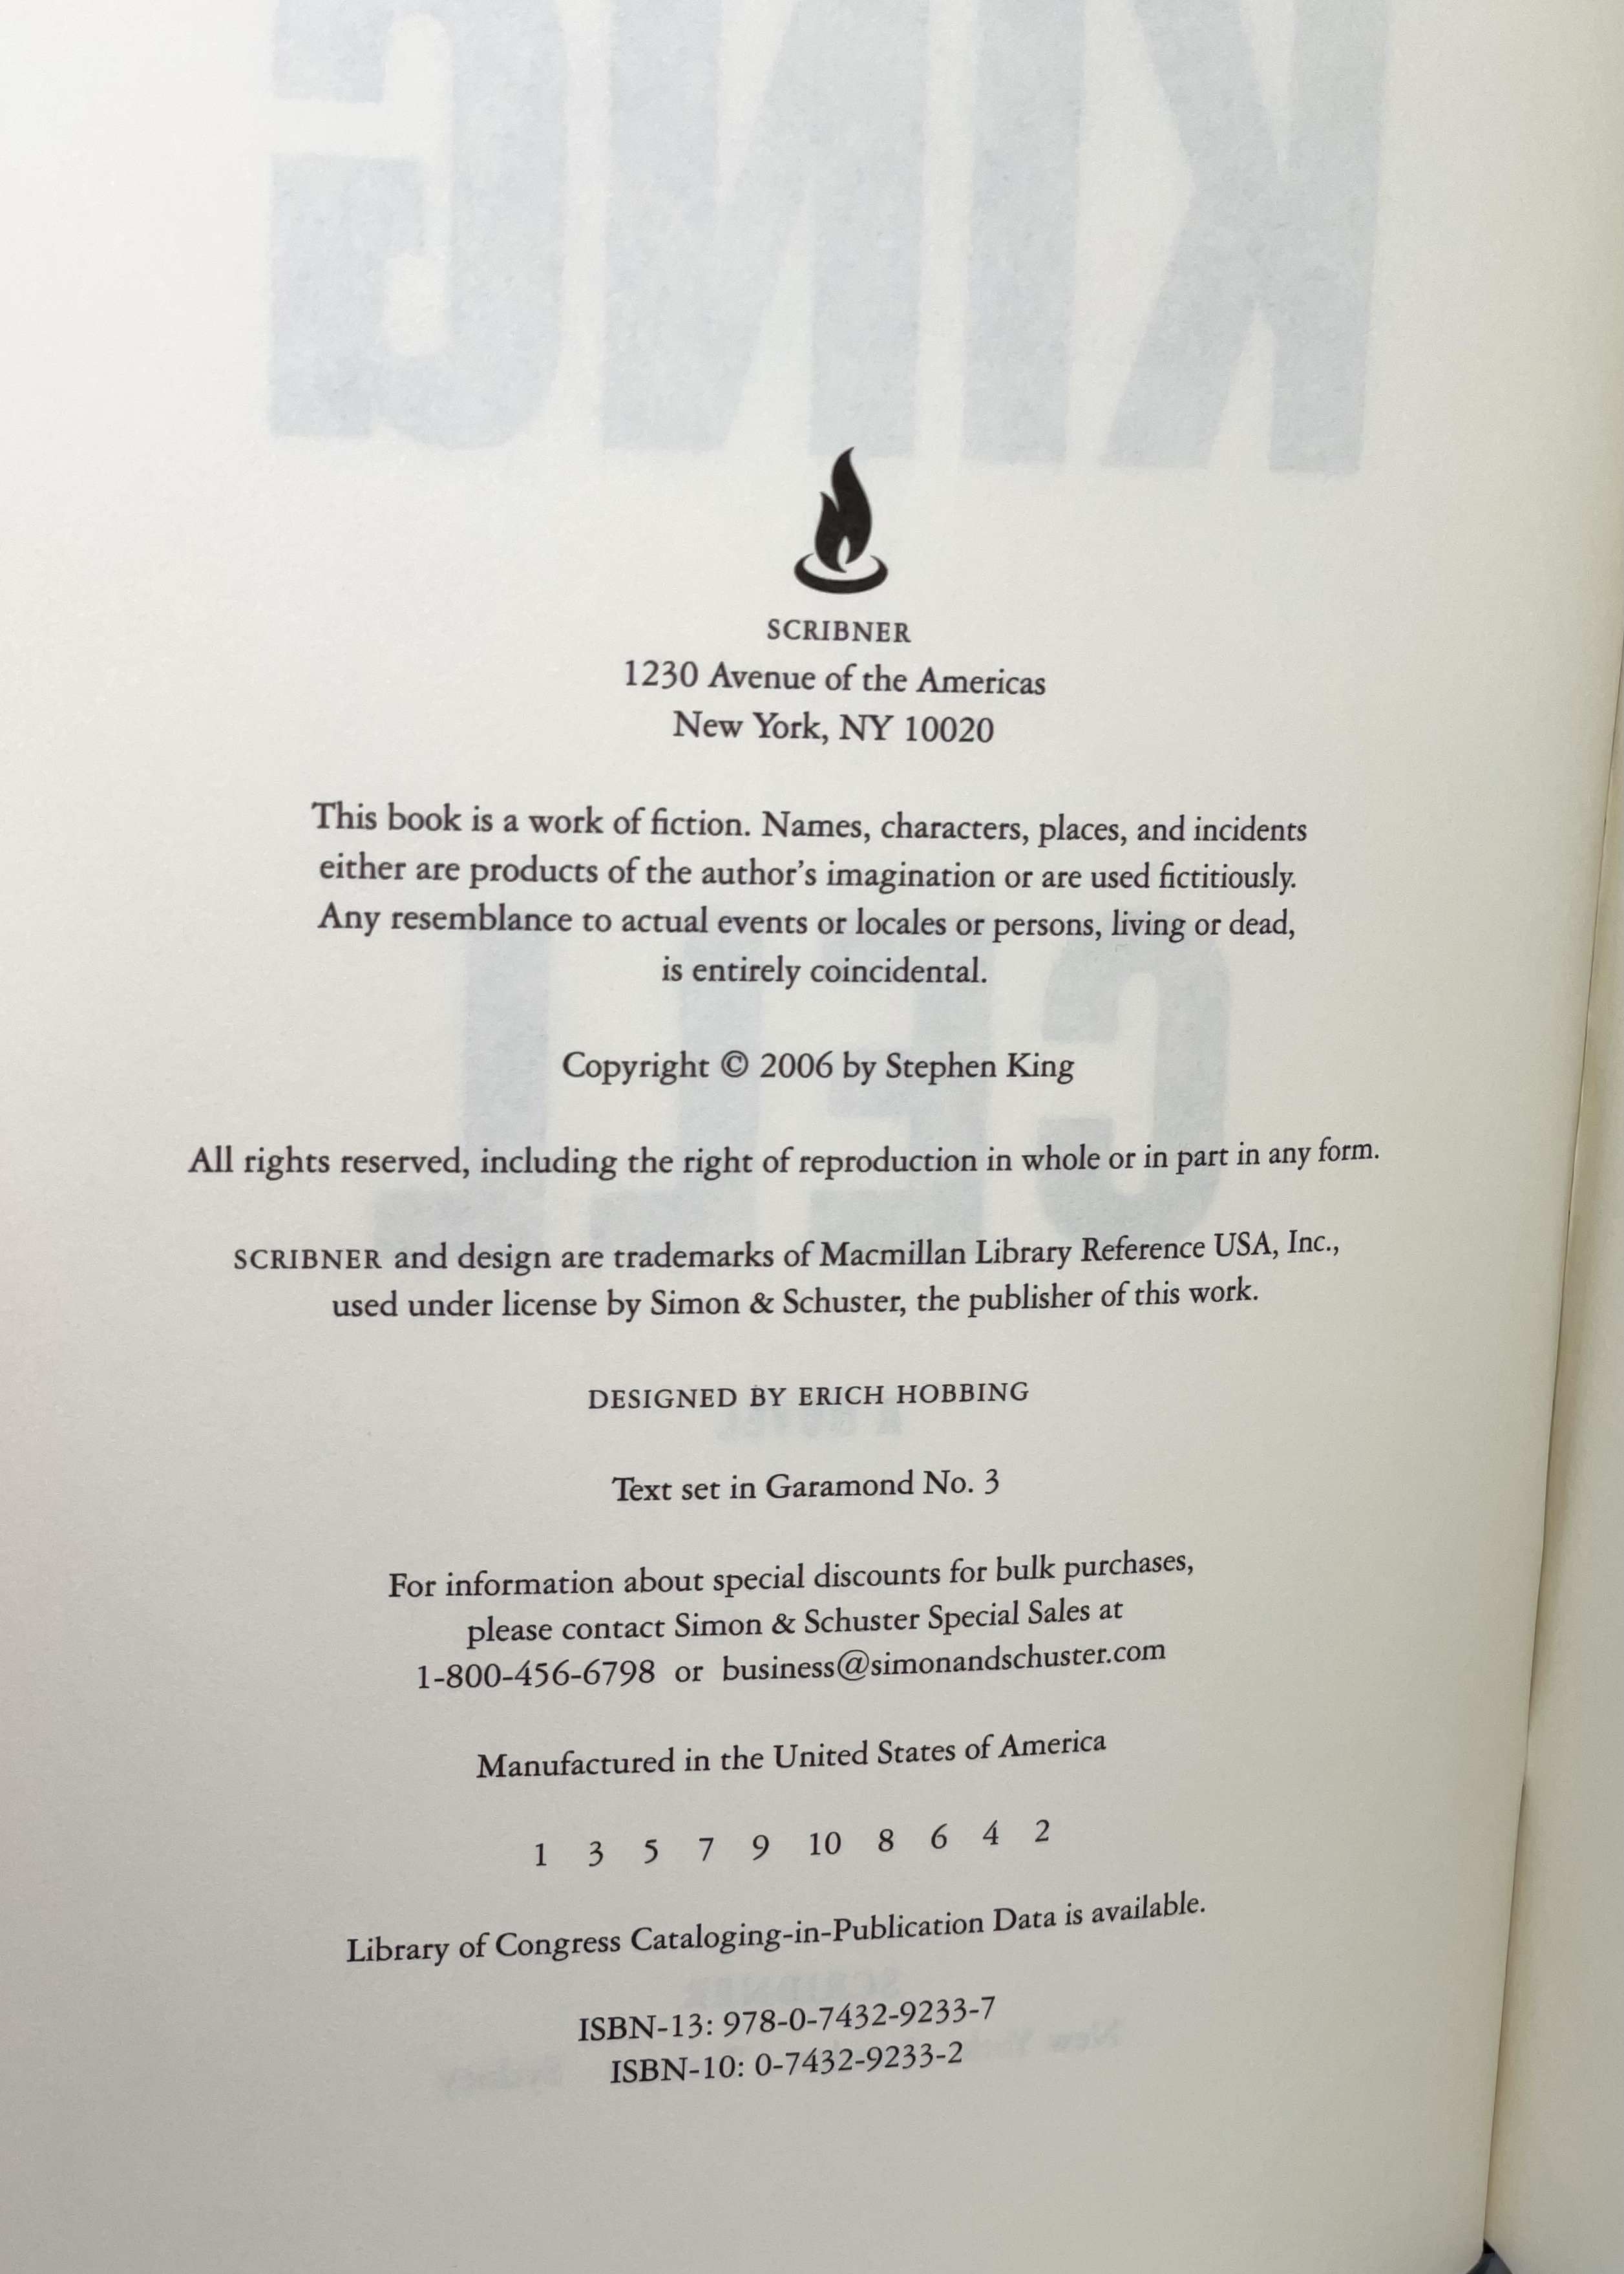 KING
SCRIBNER
1230 Avenue of the Americas
New York, NY 10020
This book is a work of fiction. Names, characters, places, and incidents
either are products of the author's imagination or are used fictitiously.
Any resemblance to actual events or locales or persons, living or dead,
is entirely coincidental.
CELL
Copyright © 2006 by Stephen King
All rights reserved, including the right of reproduction in whole or in part in any form.
SCRIBNER and design are trademarks of Macmillan Library Reference USA, Inc.,
used under license by Simon & Schuster, the publisher of this work.
DESIGNED BY ERICH HOBBING
A NOVEL
Text set in Garamond No. 3
For information about special discounts for bulk purchases,
please contact Simon & Schuster Special Sales at
1-800-456-6798 or business@simonandschuster.com
Manufactured in the United States of America
1 3 5 7 9 10 8 6 4 2
Library of Congress Cataloging-in-Publication Data is available.
SCRIBNER
ISBN-13: 978-0-7432-9233-7
New York Sydney
ISBN-10: 0-7432-9233-2